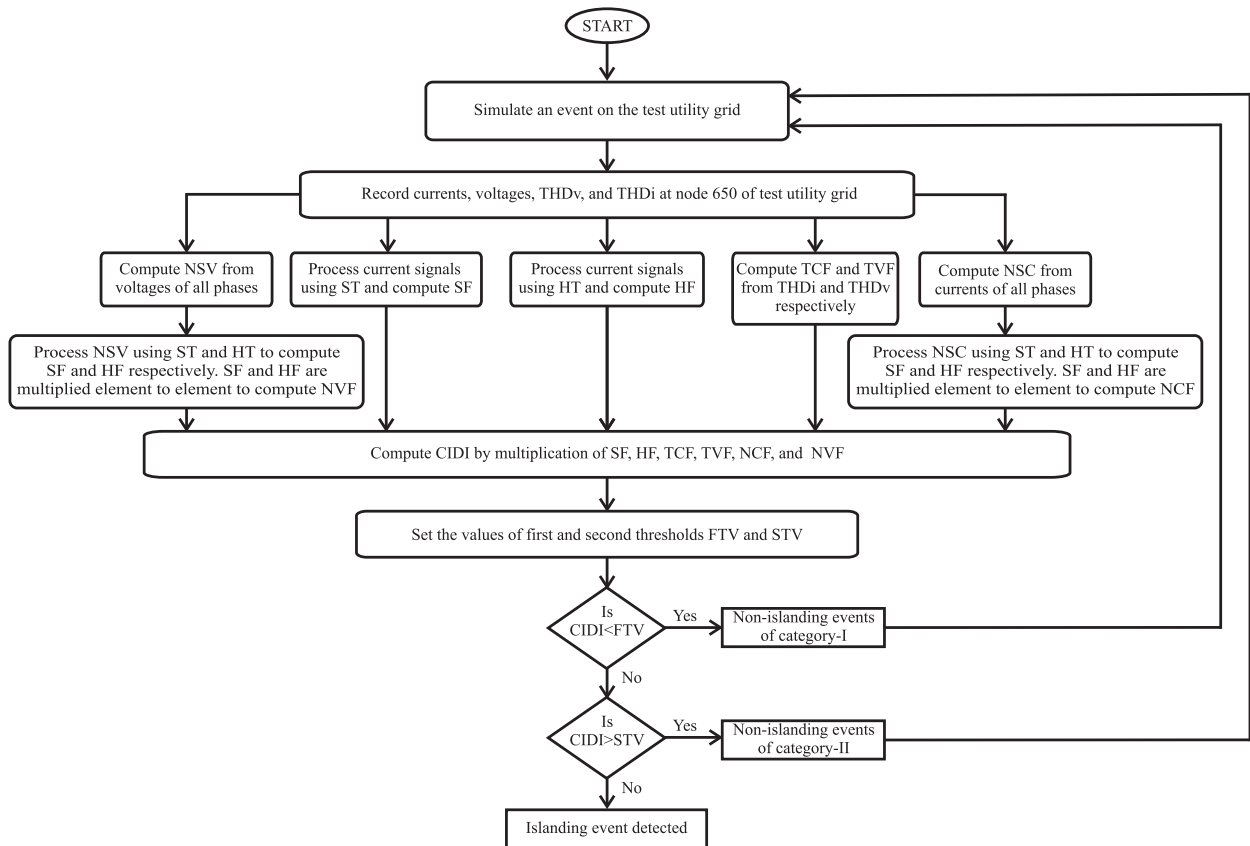 START
Simulate an event on the test utility grid
Record currents, voltages, THDv, and THDi at node 650 of test utility grid
Compute NSV from
voltages of all phases
Process current signals
using ST and compute SF
Process current signals
using HT and compute HF
Compute TCF and TVF
from THDi and THDv
respectively
Compute NSC from
currents of all phases
Process NSV using ST and HT to compute
SF and HF respectively. SF and HF are
multiplied element to element to compute NVF
Process NSC using ST and HT to compute
SF and HF respectively. SF and HF are
multiplied element to element to compute NCF
Compute CIDI by multiplication of SF, HF, TCF, TVF, NCF, and NVF
Set the values of first and second thresholds FTV and STV
Is
CIDI<FTV
Yes
Non-islanding events
of category-I
No
Is
CIDI>STV
Yes
Non-islanding events
of category-II
No
Islanding event detected